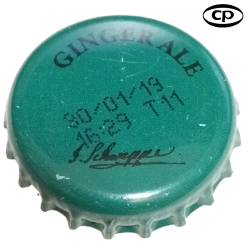 CP
GINGER ALE
30/01/19
16:29 T11
J. Schweppe